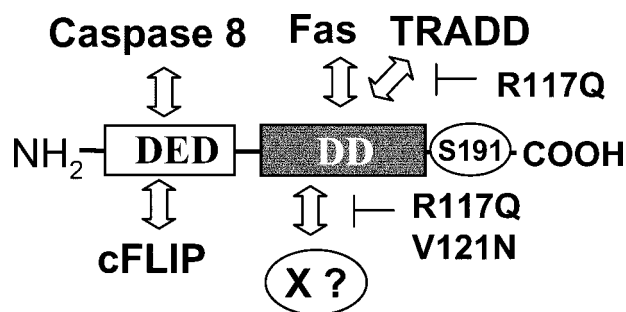 Caspase 8 Fas TRADD
R117Q
NH2 DED DD S191 COOH
R117Q
V121N
cFLIP
X ?